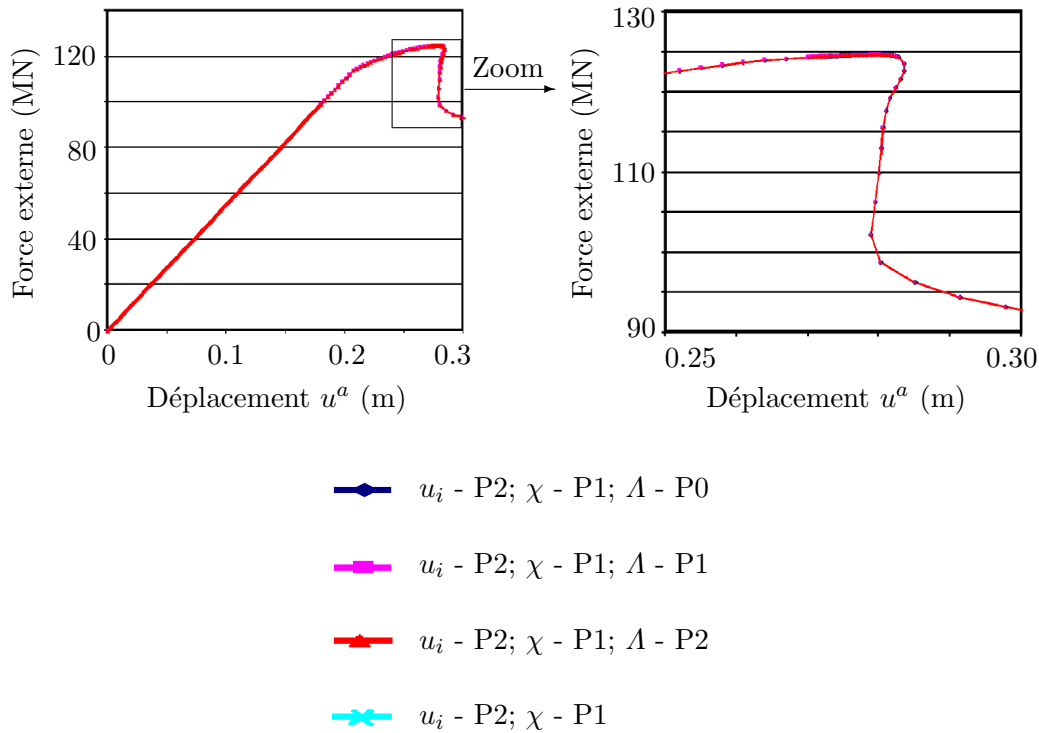 Force externe (MN)
120
80
40
0
0
0.1
0.2
0.3
Déplacement u^a (m)
Zoom
Force externe (MN)
130
110
90
0.25
0.30
Déplacement u^a (m)
u_i - P2; χ - P1; Λ - P0
u_i - P2; χ - P1; Λ - P1
u_i - P2; χ - P1; Λ - P2
u_i - P2; χ - P1